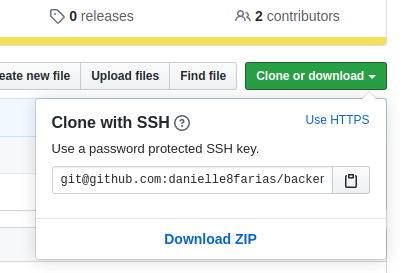 0 releases
2 contributors
eate new file
Upload files
Find file
Clone or download
Clone with SSH
Use HTTPS
Use a password protected SSH key.
git@github.com:danielle8farias/backer
Download ZIP